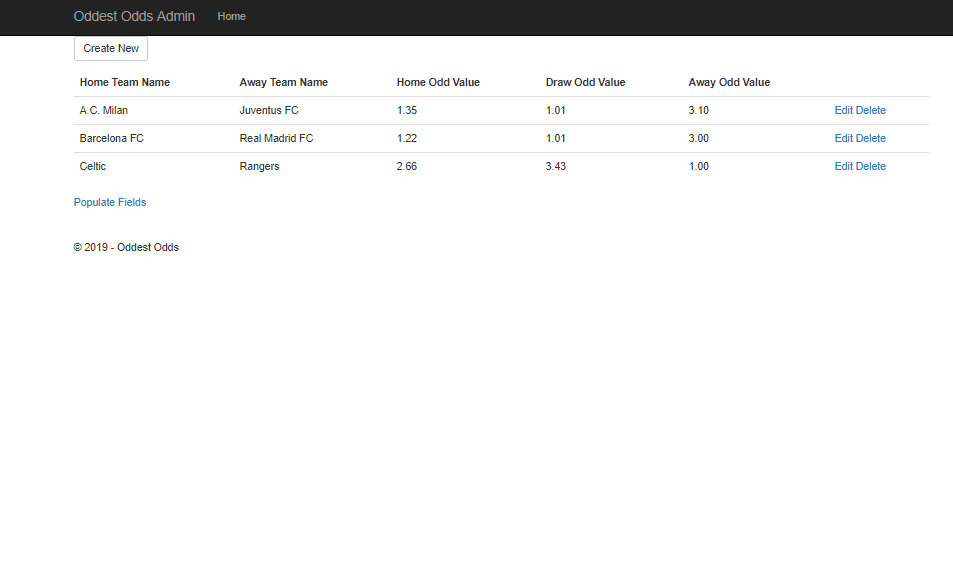 Oddest Odds Admin Home
Create New
Home Team Name Away Team Name Home Odd Value Draw Odd Value Away Odd Value
A.C. Milan Juventus FC 1.35 1.01 3.10 Edit Delete
Barcelona FC Real Madrid FC 1.22 1.01 3.00 Edit Delete
Celtic Rangers 2.66 3.43 1.00 Edit Delete
Populate Fields
© 2019 - Oddest Odds